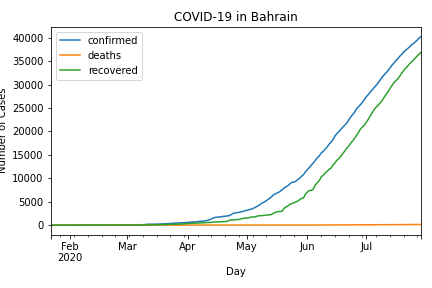 COVID-19 in Bahrain
confirmed
deaths
recovered
40000
35000
30000
25000
20000
15000
10000
5000
0
Number of Cases
Feb
2020
Mar
Apr
May
Jun
Jul
Day